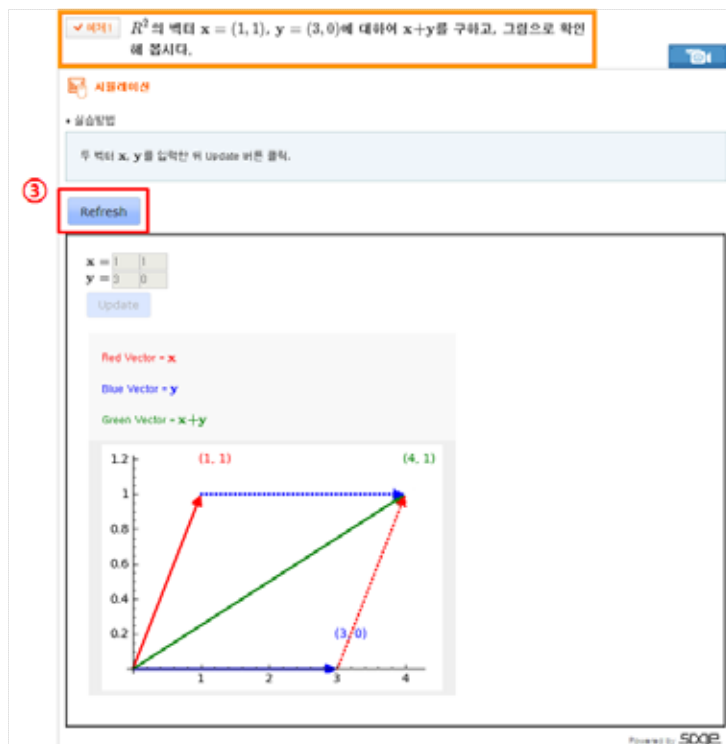 예제1 R² 의 벡터 x = (1, 1), y = (3, 0)에 대하여 x+y를 구하고, 그림으로 확인
해 봅시다.
시뮬레이션
• 실습방법
두 벡터 x, y를 입력한 뒤 Update 버튼 클릭.
③
Refresh
x = 1 1
y = 3 0
Update
Red Vector = x
Blue Vector = y
Green Vector = x+y
(1, 1) (4, 1)
1.2
1
0.8
0.6
0.4
0.2
(3, 0)
1 2 3 4
Powered by SAGE